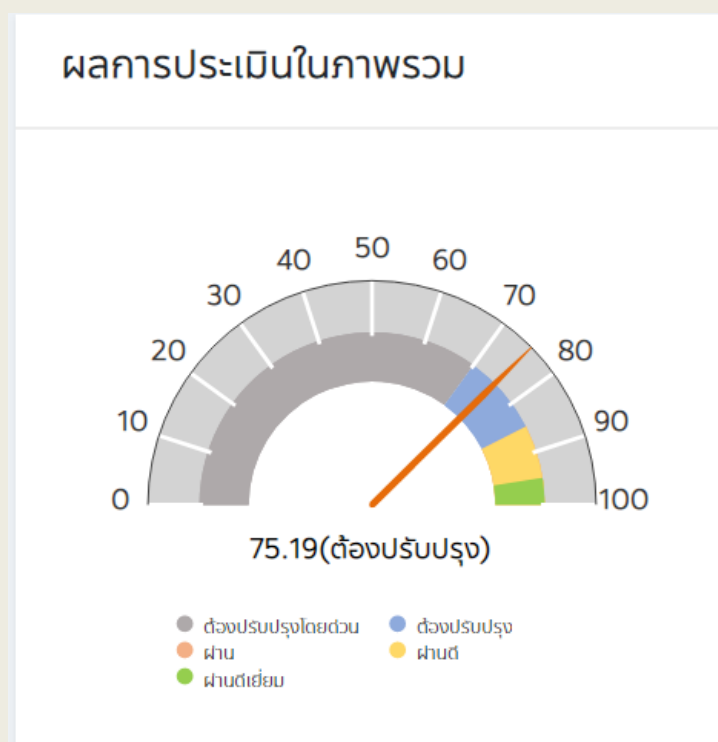 ผลการประเมินในภาพรวม
50
40
60
30
70
20
80
10
90
0
100
75.19(ต้องปรับปรุง)
ต้องปรับปรุงโดยด่วน
ต้องปรับปรุง
ผ่าน
ผ่านดี
ผ่านดีเยี่ยม